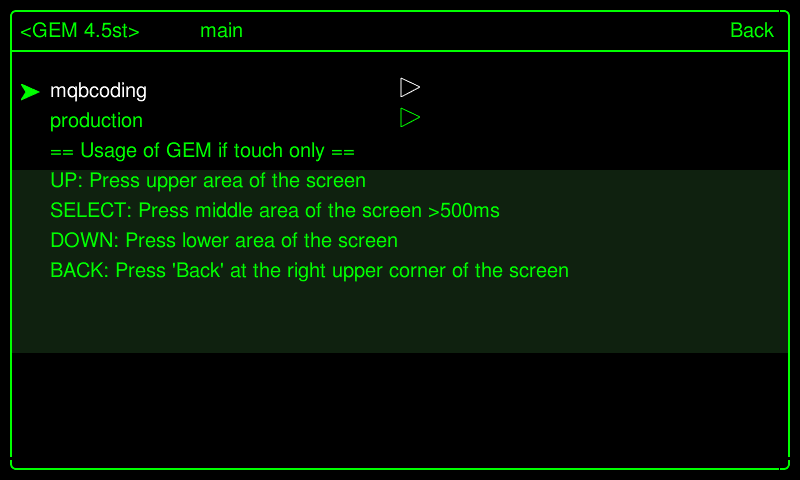 <GEM 4.5st> main Back
mqbcoding
production
== Usage of GEM if touch only ==
UP: Press upper area of the screen
SELECT: Press middle area of the screen >500ms
DOWN: Press lower area of the screen
BACK: Press 'Back' at the right upper corner of the screen